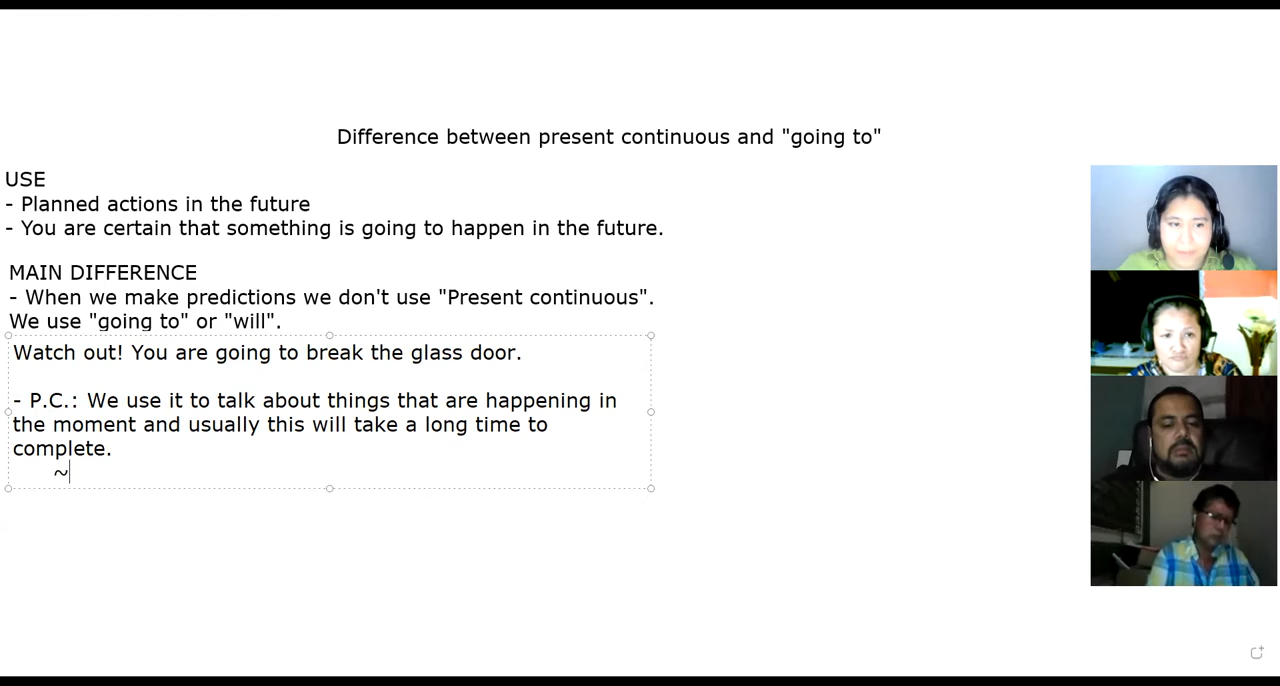 Difference between present continuous and "going to"
USE
- Planned actions in the future
- You are certain that something is going to happen in the future.
MAIN DIFFERENCE
- When we make predictions we don't use "Present continuous".
We use "going to" or "will".
Watch out! You are going to break the glass door.
- P.C.: We use it to talk about things that are happening in
the moment and usually this will take a long time to
complete.
~